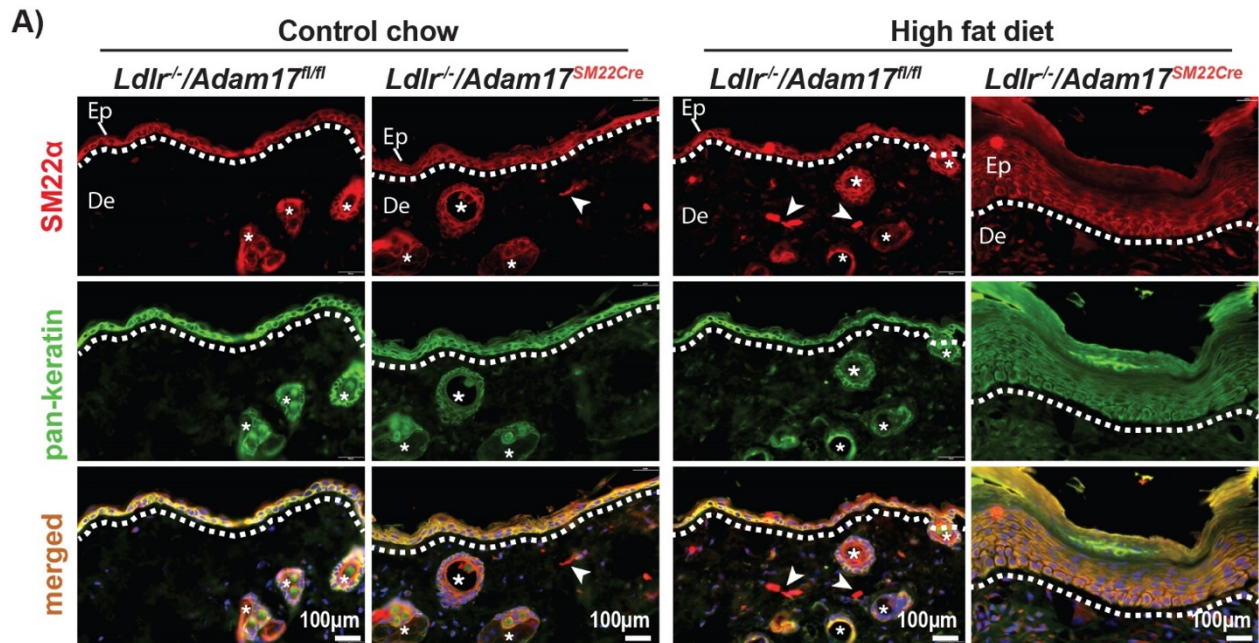 A)
Control chow High fat diet
Ldlr-/-/Adam17fl/fl Ldlr-/-/Adam17SM22Cre Ldlr-/-/Adam17fl/fl Ldlr-/-/Adam17SM22Cre
SM22α
Ep Ep Ep Ep
De De De De
* * * * * * * * * *
pan-keratin
* * * * * * * * * *
merged
* * * * * * * * * *
100µm 100µm 100µm 100µm